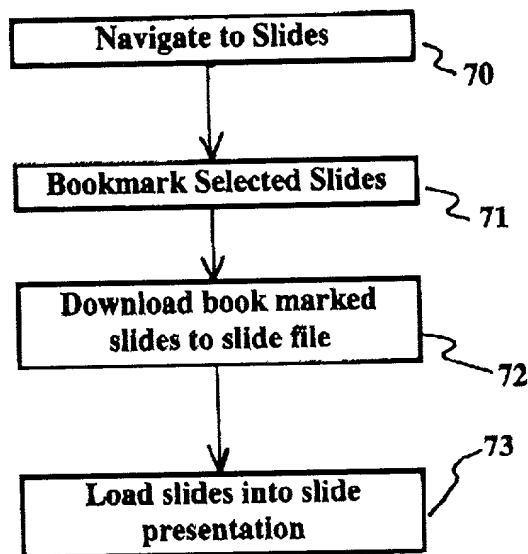 Navigate to Slides
70
Bookmark Selected Slides
71
Download book marked
slides to slide file
72
73
Load slides into slide
presentation